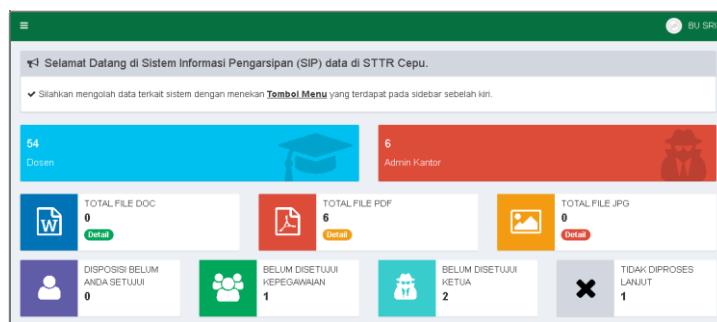 BU SRI
Selamat Datang di Sistem Informasi Pengarsipan (SIP) data di STTR Cepu.
Silahkan mengolah data terkait sistem dengan menekan Tombol Menu yang terdapat pada sidebar sebelah kiri.
54
Dosen
6
Admin Kantor
TOTAL FILE DOC
0
Detail
TOTAL FILE PDF
6
Detail
TOTAL FILE JPG
0
Detail
DISPOSISI BELUM
ANDA SETUJUI
0
BELUM DISETUJUI
KEPEGAWAIAN
1
BELUM DISETUJUI
KETUA
2
TIDAK DIPROSES
LANJUT
1